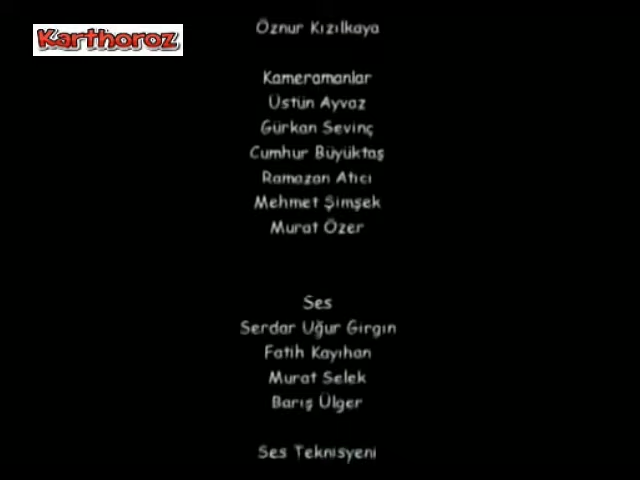 Karthoroz
Öznur Kızılkaya
Kameramanlar
Üstün Ayvaz
Gürkan Sevinç
Cumhur Büyüktaş
Ramazan Atıcı
Mehmet Şimşek
Murat Özer
Ses
Serdar Uğur Girgin
Fatih Kayıhan
Murat Selek
Barış Ülger
Ses Teknisyeni